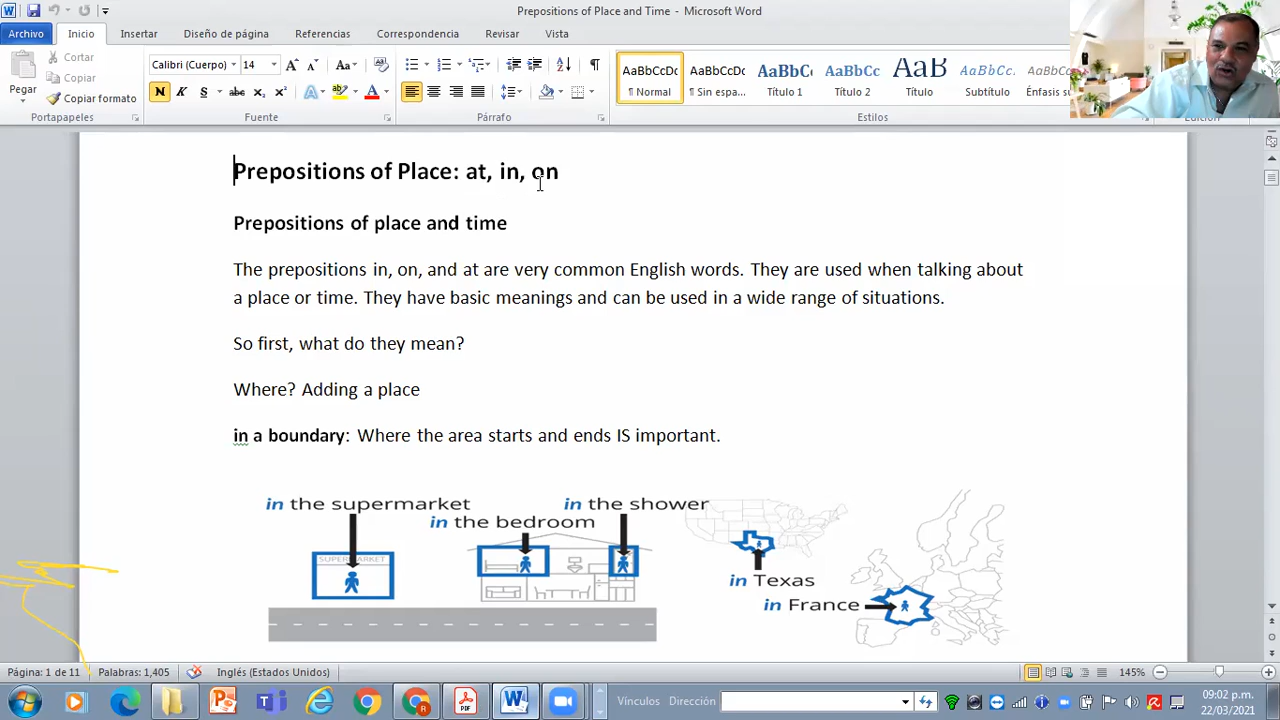 Prepositions of Place and Time - Microsoft Word
Archivo Inicio Insertar Diseño de página Referencias Correspondencia Revisar Vista
Pegar
Cortar
Copiar
Copiar formato
Portapapeles
Calibri (Cuerpo) 14
N K S abc x₂ x²
Fuente
Párrafo
AaBbCcDc AaBbCcDc AaBbC AaBbCc AaB AaBbCc AaBbCc
¶ Normal ¶ Sin espa... Título 1 Título 2 Título Subtítulo Énfasis
Estilos
Prepositions of Place: at, in, on
Prepositions of place and time
The prepositions in, on, and at are very common English words. They are used when talking about
a place or time. They have basic meanings and can be used in a wide range of situations.
So first, what do they mean?
Where? Adding a place
in a boundary: Where the area starts and ends IS important.
in the supermarket
in the bedroom
in the shower
SUPERMARKET
in Texas
in France
Página: 1 de 11 Palabras: 1,405 Inglés (Estados Unidos) 145%
Vínculos Dirección
09:02 p.m.
22/03/2021